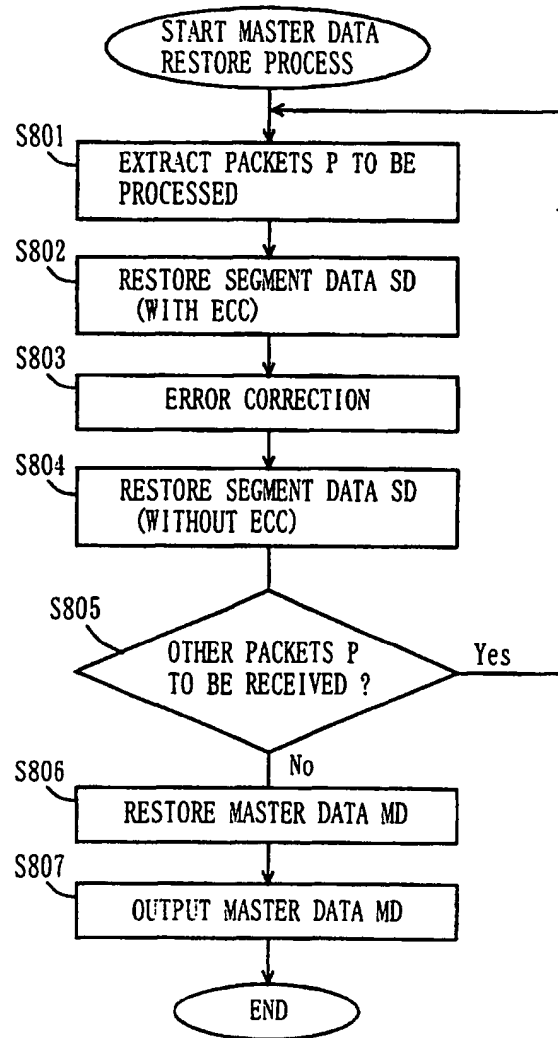 START MASTER DATA
RESTORE PROCESS
S801
EXTRACT PACKETS P TO BE
PROCESSED
S802
RESTORE SEGMENT DATA SD
(WITH ECC)
S803
ERROR CORRECTION
S804
RESTORE SEGMENT DATA SD
(WITHOUT ECC)
S805
OTHER PACKETS P
TO BE RECEIVED ?
Yes
No
S806
RESTORE MASTER DATA MD
S807
OUTPUT MASTER DATA MD
END